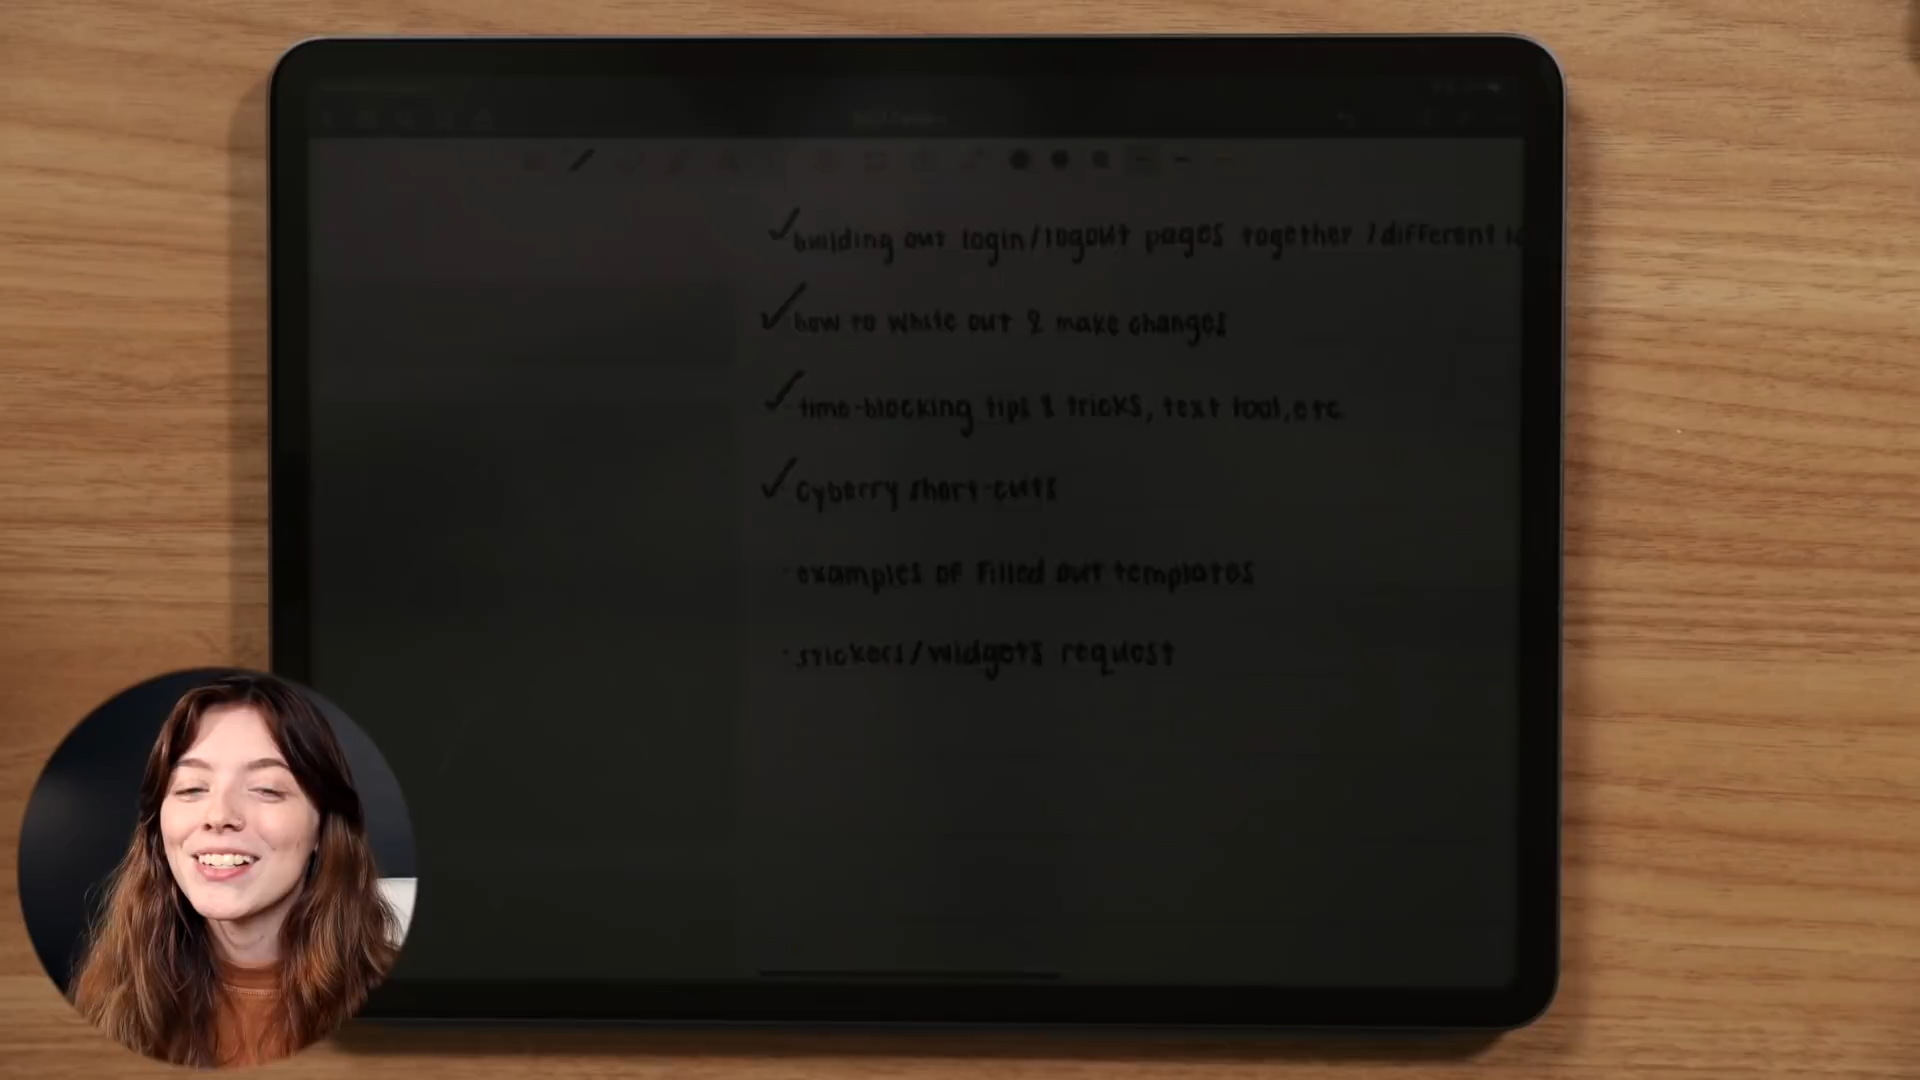 building out login/logout pages together / different
how to white out & make changes
time-blocking tips & tricks, text tool, etc
Cyberry short-cuts
examples of filled out templates
stickers/widgets request